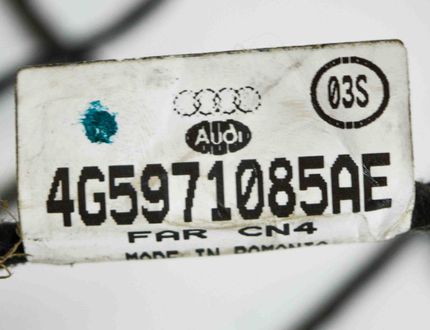 03S
Audi
4G5971085AE
FAR CN4
MADE IN ROMANIA